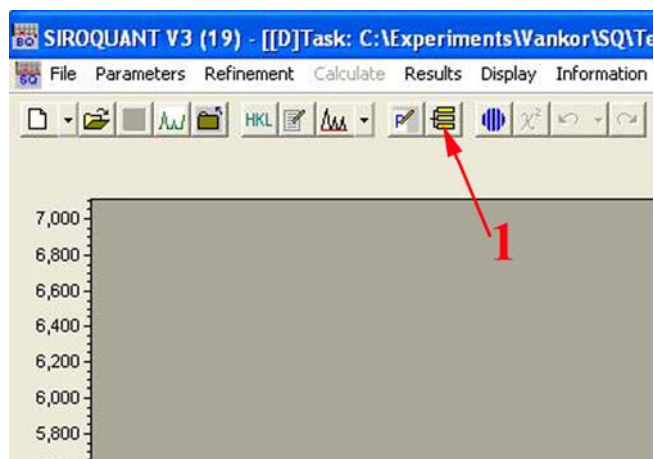 SIROQUANT V3 (19) - [[D]Task: C:\Experiments\Vankor\SQ\Te
File Parameters Refinement Calculate Results Display Information
HKL P χ²
1
7,000
6,800
6,600
6,400
6,200
6,000
5,800